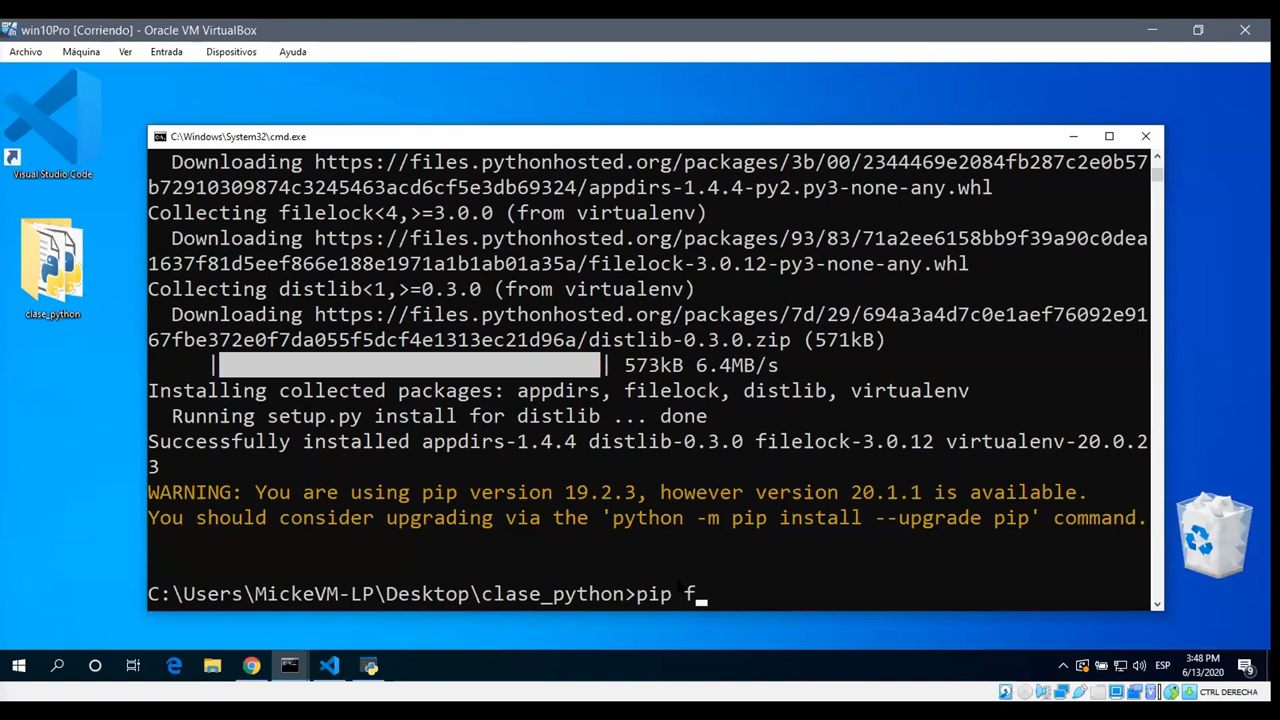 win10Pro [Corriendo] - Oracle VM VirtualBox
Archivo Máquina Ver Entrada Dispositivos Ayuda
Visual Studio Code
clase_python
C:\Windows\System32\cmd.exe
Downloading https://files.pythonhosted.org/packages/3b/00/2344469e2084fb287c2e0b57
b72910309874c3245463acd6cf5e3db69324/appdirs-1.4.4-py2.py3-none-any.whl
Collecting filelock<4,>=3.0.0 (from virtualenv)
Downloading https://files.pythonhosted.org/packages/93/83/71a2ee6158bb9f39a90c0dea
1637f81d5eef866e188e1971a1b1ab01a35a/filelock-3.0.12-py3-none-any.whl
Collecting distlib<1,>=0.3.0 (from virtualenv)
Downloading https://files.pythonhosted.org/packages/7d/29/694a3a4d7c0e1aef76092e91
67fbe372e0f7da055f5dcf4e1313ec21d96a/distlib-0.3.0.zip (571kB)
| | 573kB 6.4MB/s
Installing collected packages: appdirs, filelock, distlib, virtualenv
Running setup.py install for distlib ... done
Successfully installed appdirs-1.4.4 distlib-0.3.0 filelock-3.0.12 virtualenv-20.0.2
3
WARNING: You are using pip version 19.2.3, however version 20.1.1 is available.
You should consider upgrading via the 'python -m pip install --upgrade pip' command.
C:\Users\MickeVM-LP\Desktop\clase_python>pip f_
ESP
3:48 PM
6/13/2020
9
CTRL DERECHA